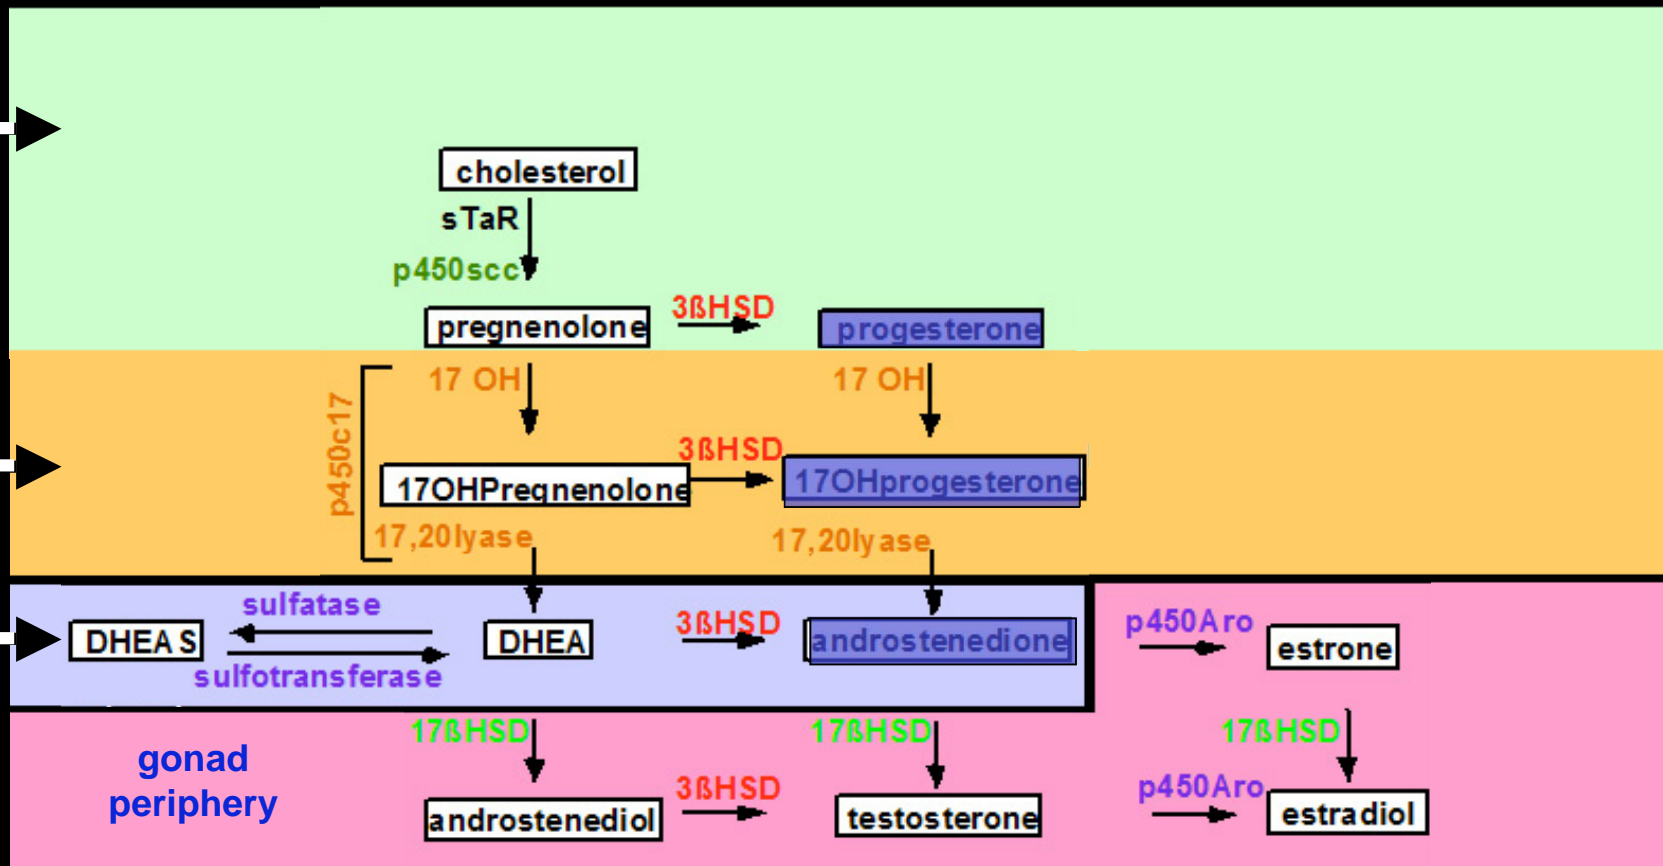 cholesterol
sTaR
p450scc
pregnenolone 3ßHSD progesterone
17 OH 17 OH
p450c17
17OHPregnenolone 3ßHSD 17OHprogesterone
17,20lyase 17,20lyase
sulfatase
DHEA S DHEA 3ßHSD androstenedione p450Aro estrone
sulfotransferase
17ßHSD 17ßHSD 17ßHSD
gonad
periphery
androstenediol 3ßHSD testosterone p450Aro estradiol